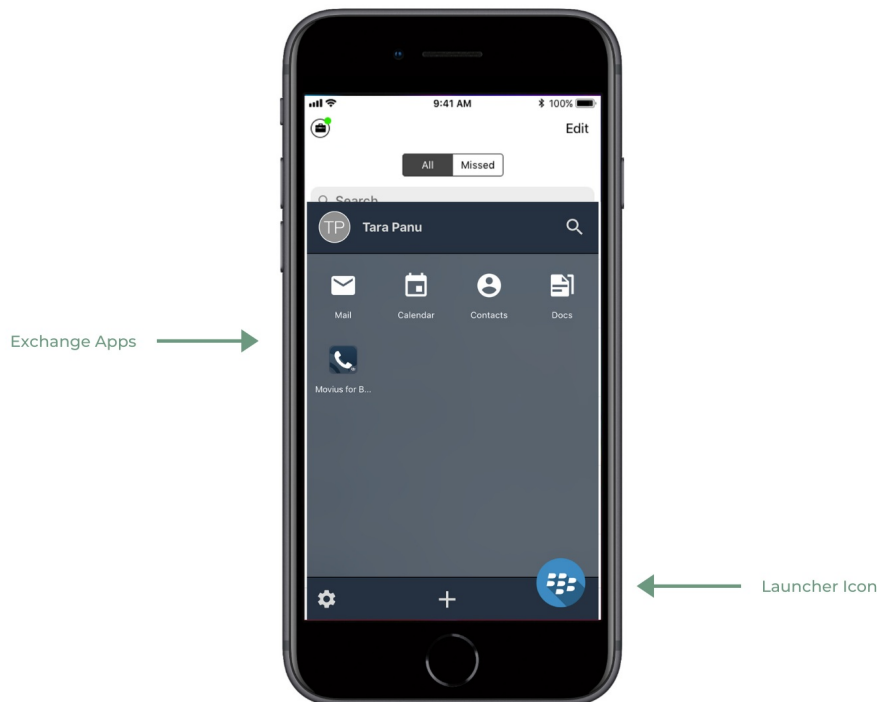 9:41 AM
100%
Edit
All
Missed
Search
TP
Tara Panu
Mail
Calendar
Contacts
Docs
Exchange Apps
Movius for B...
Launcher Icon